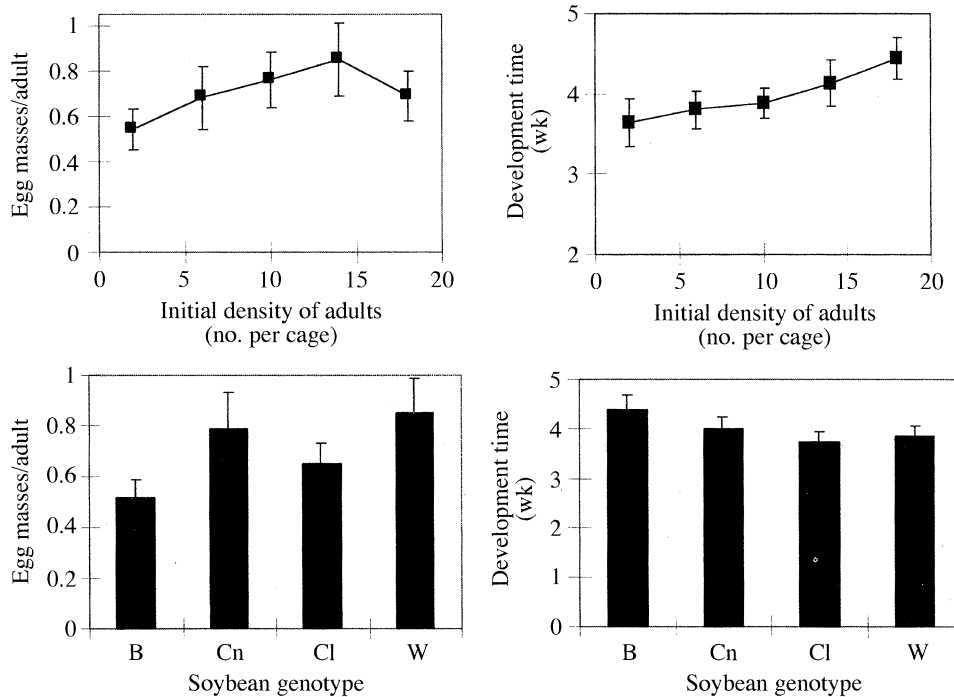 1
0.8
0.6
0.4
0.2
0
Egg masses/adult
0 5 10 15 20
Initial density of adults
(no. per cage)
5
4
3
2
Development time
(wk)
0 5 10 15 20
Initial density of adults
(no. per cage)
1
0.8
0.6
0.4
0.2
0
Egg masses/adult
B Cn Cl W
Soybean genotype
5
4
3
2
1
0
Development time
(wk)
B Cn Cl W
Soybean genotype